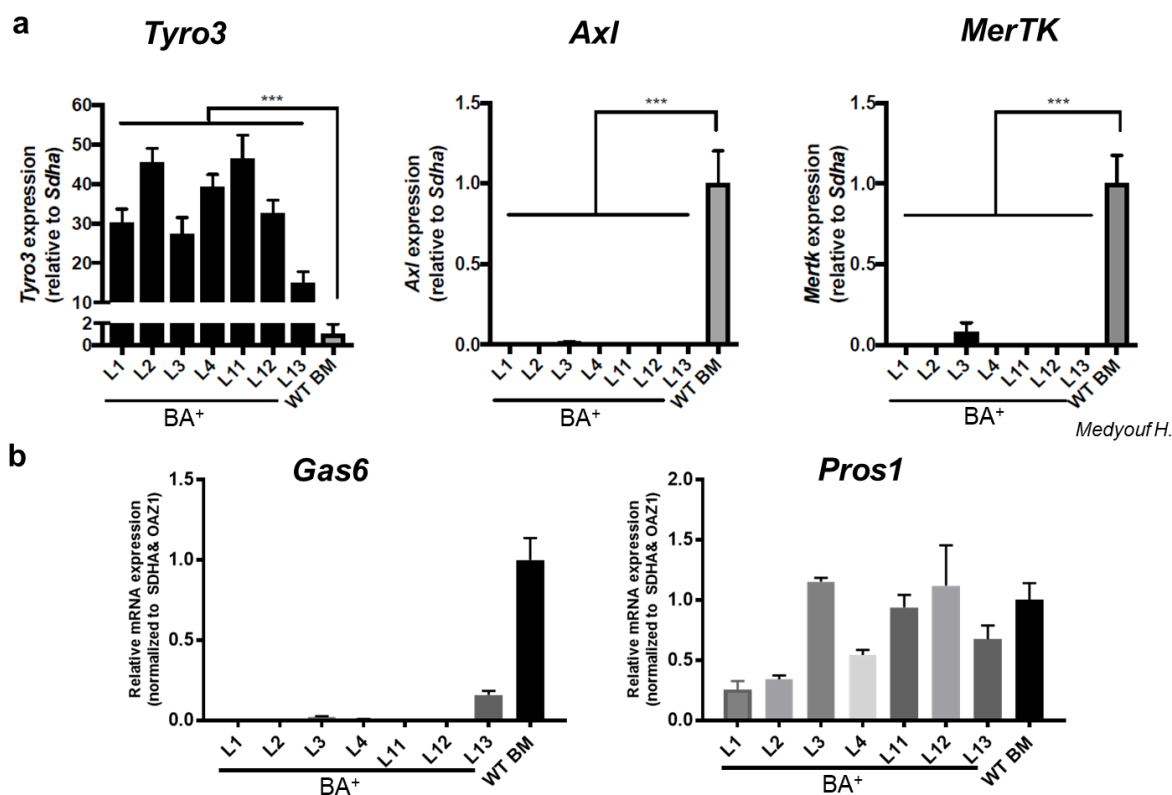 a
Tyro3
Axl
MerTK
Tyro3 expression
(relative to Sdha)
60
50
40
30
20
10
2
0
***
L1
L2
L3
L4
L11
L12
L13
WT BM
BA+
Axl expression
(relative to Sdha)
1.5
1.0
0.5
0.0
***
L1
L2
L3
L4
L11
L12
L13
WT BM
BA+
Mertk expression
(relative to Sdha)
1.5
1.0
0.5
0.0
***
L1
L2
L3
L4
L11
L12
L13
WT BM
BA+
Medyouf H.
b
Gas6
Pros1
Relative mRNA expression
(normalized to SDHA& OAZ1)
1.5
1.0
0.5
0.0
L1
L2
L3
L4
L11
L12
L13
WT BM
BA+
Relative mRNA expression
(normalized to SDHA& OAZ1)
2.0
1.5
1.0
0.5
0.0
L1
L2
L3
L4
L11
L12
L13
WT BM
BA+